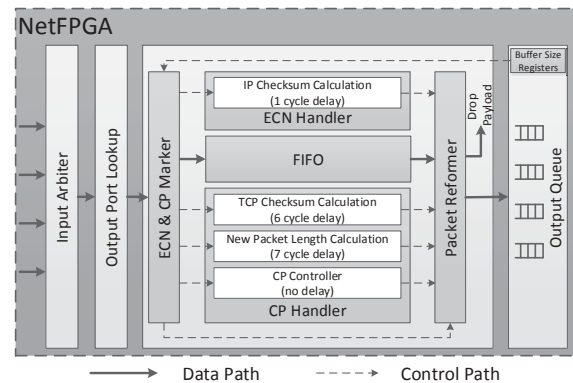 NetFPGA
Buffer Size
Registers
Input Arbiter
Output Port Lookup
ECN & CP Marker
IP Checksum Calculation
(1 cycle delay)
ECN Handler
FIFO
TCP Checksum Calculation
(6 cycle delay)
New Packet Length Calculation
(7 cycle delay)
CP Controller
(no delay)
CP Handler
Packet Reformer
Drop
Payload
Output Queue
Data Path
Control Path